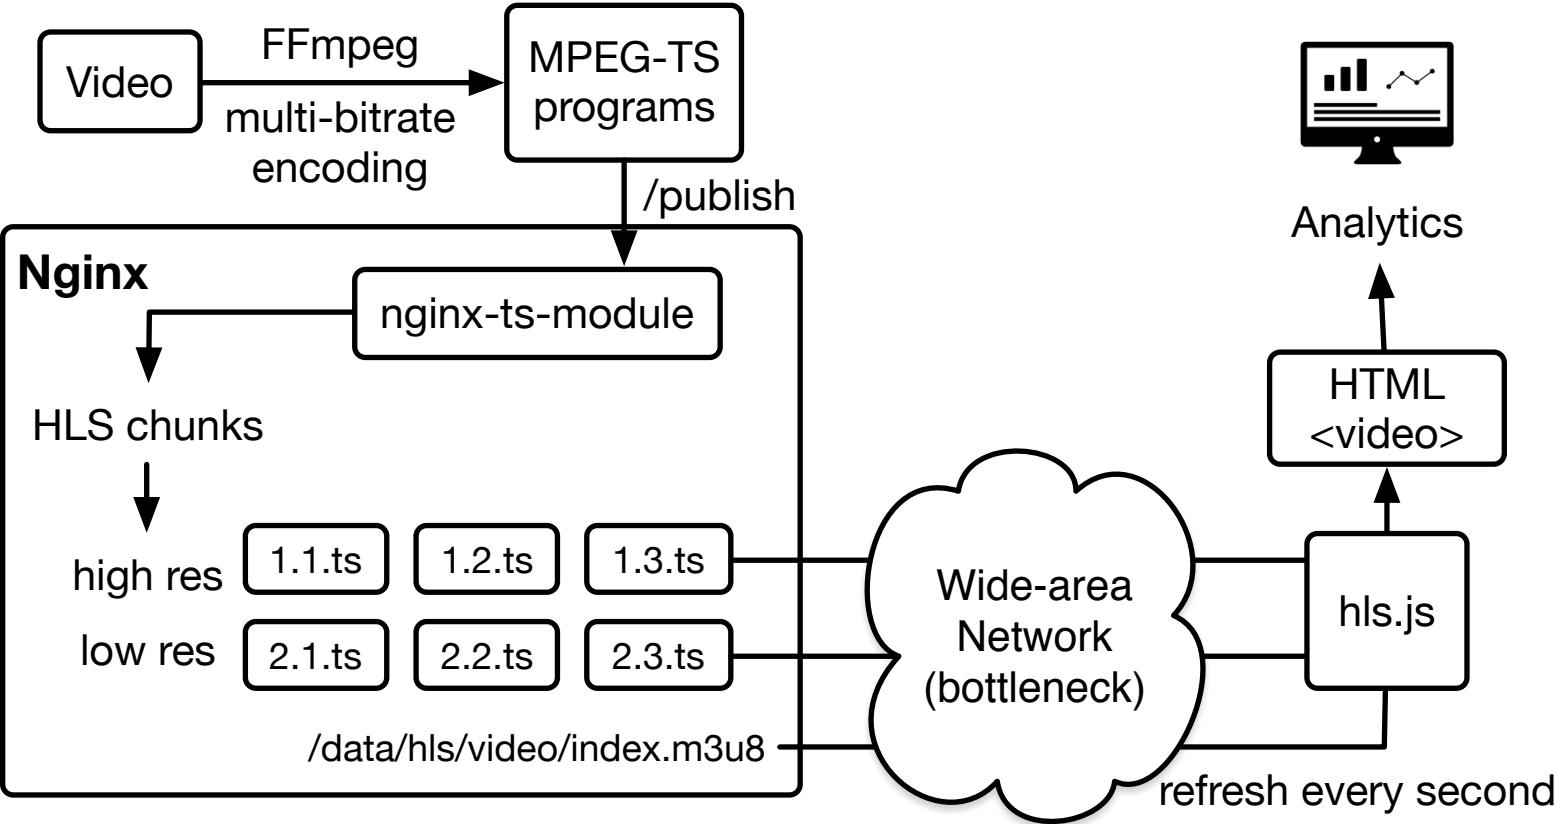 Video
FFmpeg
multi-bitrate
encoding
MPEG-TS
programs
/publish
Nginx
nginx-ts-module
HLS chunks
high res
1.1.ts
1.2.ts
1.3.ts
low res
2.1.ts
2.2.ts
2.3.ts
/data/hls/video/index.m3u8
Wide-area
Network
(bottleneck)
Analytics
HTML
<video>
hls.js
refresh every second